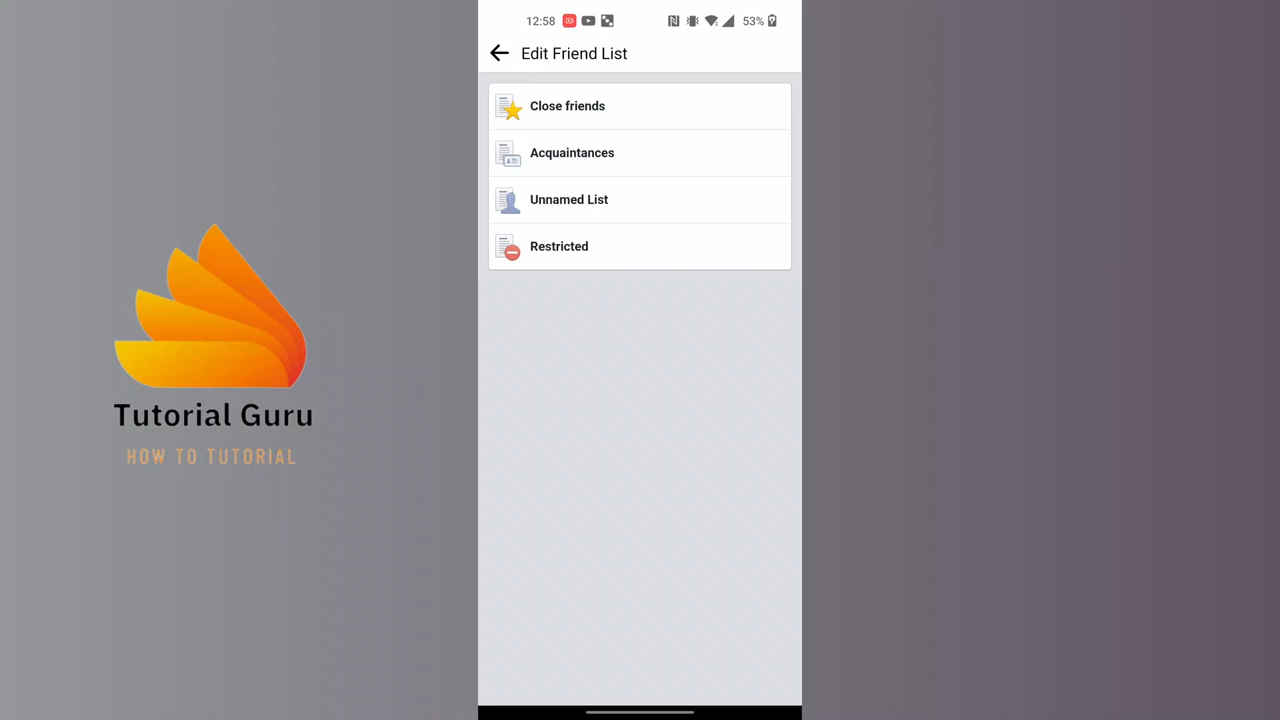 12:58
53%
Edit Friend List
Close friends
Acquaintances
Unnamed List
Restricted
Tutorial Guru
HOW TO TUTORIAL